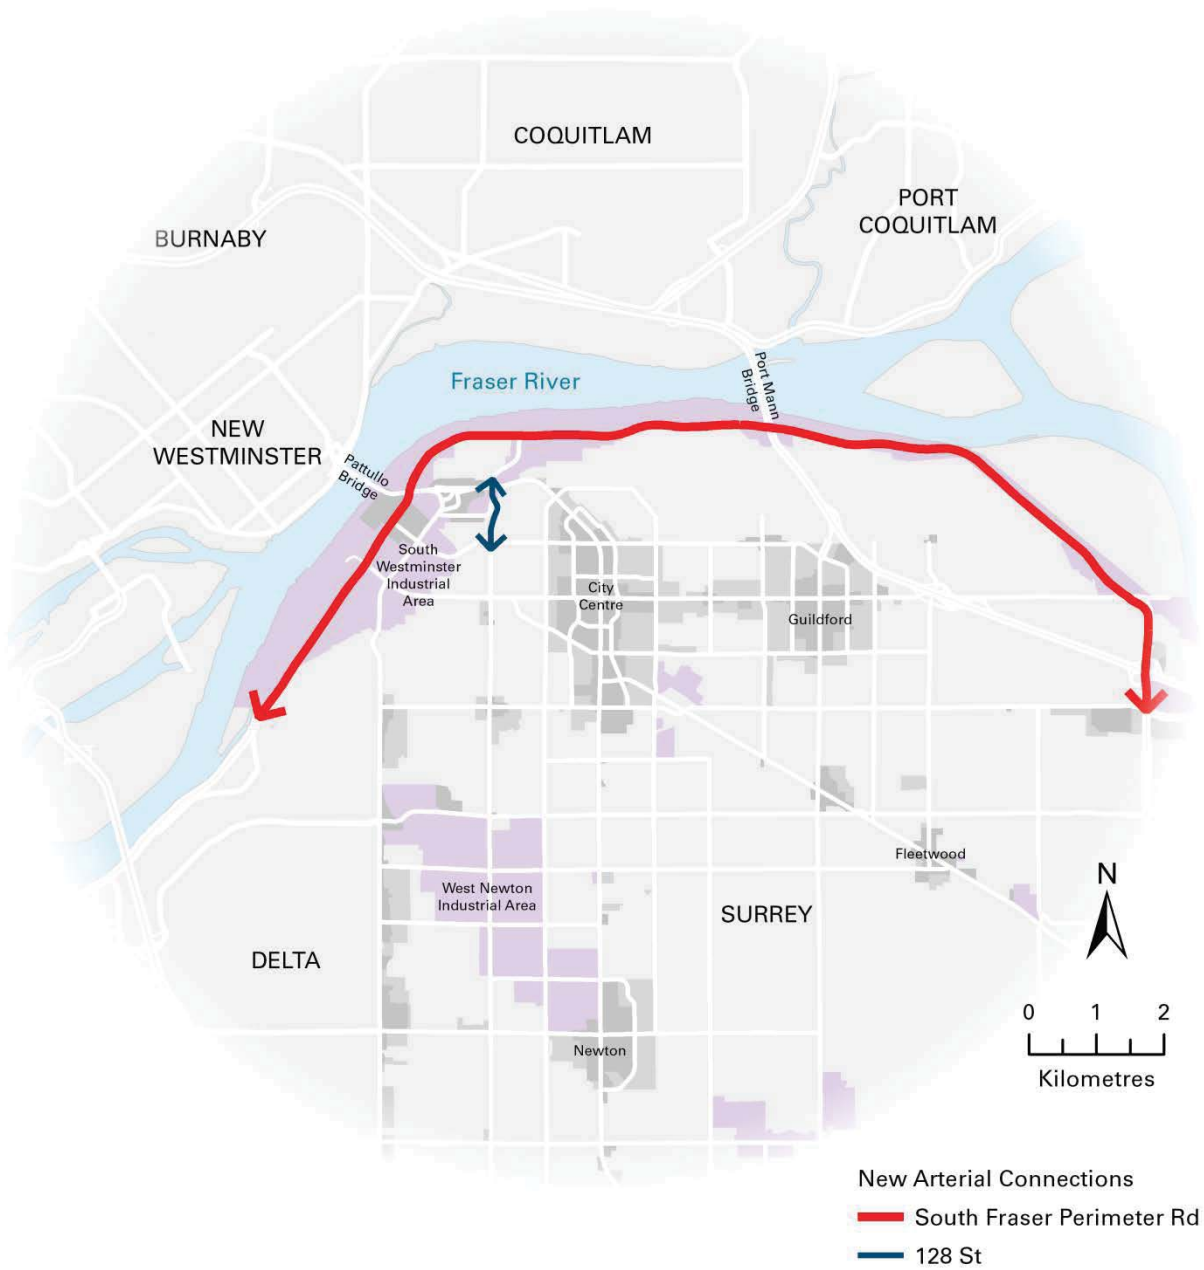 COQUITLAM
PORT
COQUITLAM
BURNABY
Fraser River
Port Mann
Bridge
NEW
WESTMINSTER
Pattullo
Bridge
South
Westminster
Industrial
Area
City
Centre
Guildford
Fleetwood
West Newton
Industrial Area
SURREY
N
DELTA
0 1 2
Kilometres
Newton
New Arterial Connections
South Fraser Perimeter Rd
128 St